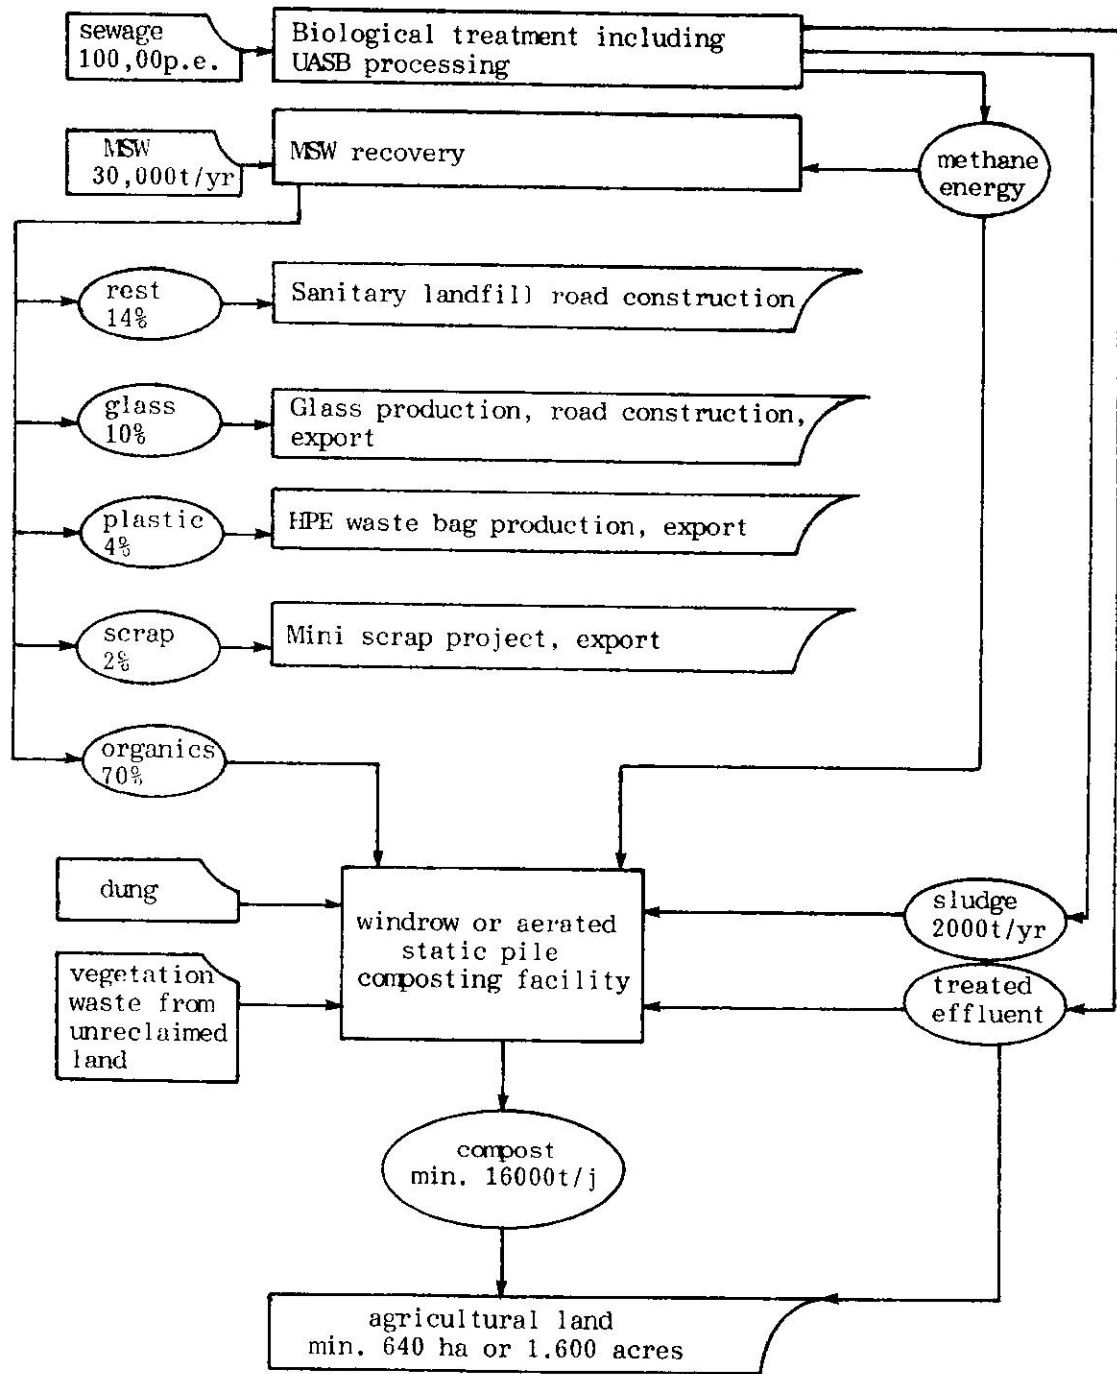 sewage
100,00p.e.
Biological treatment including
UASB processing
MSW
30,000t/yr
MSW recovery
methane
energy
rest
14%
Sanitary landfill road construction
glass
10%
Glass production, road construction,
export
plastic
4%
HPE waste bag production, export
scrap
2%
Mini scrap project, export
organics
70%
dung
windrow or aerated
static pile
composting facility
sludge
2000t/yr
vegetation
waste from
unreclaimed
land
treated
effluent
compost
min. 16000t/j
agricultural land
min. 640 ha or 1.600 acres